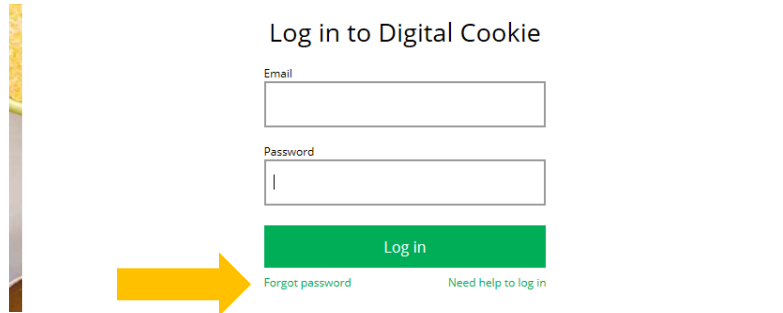 Log in to Digital Cookie
Email
Password
Log in
Forgot password Need help to log in